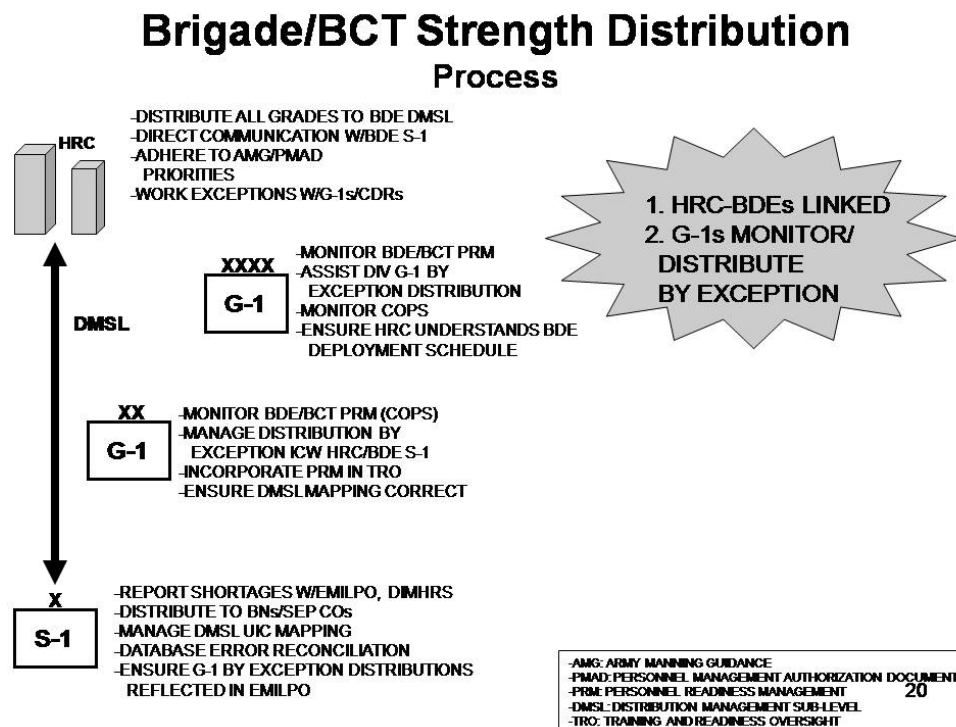 Brigade/BCT Strength Distribution
Process
HRC
-DISTRIBUTE ALL GRADES TO BDE DMSL
-DIRECT COMMUNICATION W/BDE S-1
-ADHERE TO AMG/PMAD
PRIORITIES
-WORK EXCEPTIONS W/G-1s/CDRs
1. HRC-BDEs LINKED
2. G-1s MONITOR/
DISTRIBUTE
BY EXCEPTION
XXXX
G-1
-MONITOR BDE/BCT PRM
-ASSIST DIV G-1 BY
EXCEPTION DISTRIBUTION
-MONITOR COPS
-ENSURE HRC UNDERSTANDS BDE
DEPLOYMENT SCHEDULE
DMSL
XX
G-1
-MONITOR BDE/BCT PRM (COPS)
-MANAGE DISTRIBUTION BY
EXCEPTION ICW HRC/BDE S-1
-INCORPORATE PRM IN TRO
-ENSURE DMSL MAPPING CORRECT
X
S-1
-REPORT SHORTAGES W/EMILPO, DIMHRS
-DISTRIBUTE TO BNs/SEP COs
-MANAGE DMSL UIC MAPPING
-DATABASE ERROR RECONCILIATION
-ENSURE G-1 BY EXCEPTION DISTRIBUTIONS
REFLECTED IN EMILPO
-AMG: ARMY MANNING GUIDANCE
-PMAD: PERSONNEL MANAGEMENT AUTHORIZATION DOCUMENT
-PRM: PERSONNEL READINESS MANAGEMENT
-DMSL: DISTRIBUTION MANAGEMENT SUB-LEVEL
-TRO: TRAINING AND READINESS OVERSIGHT
20